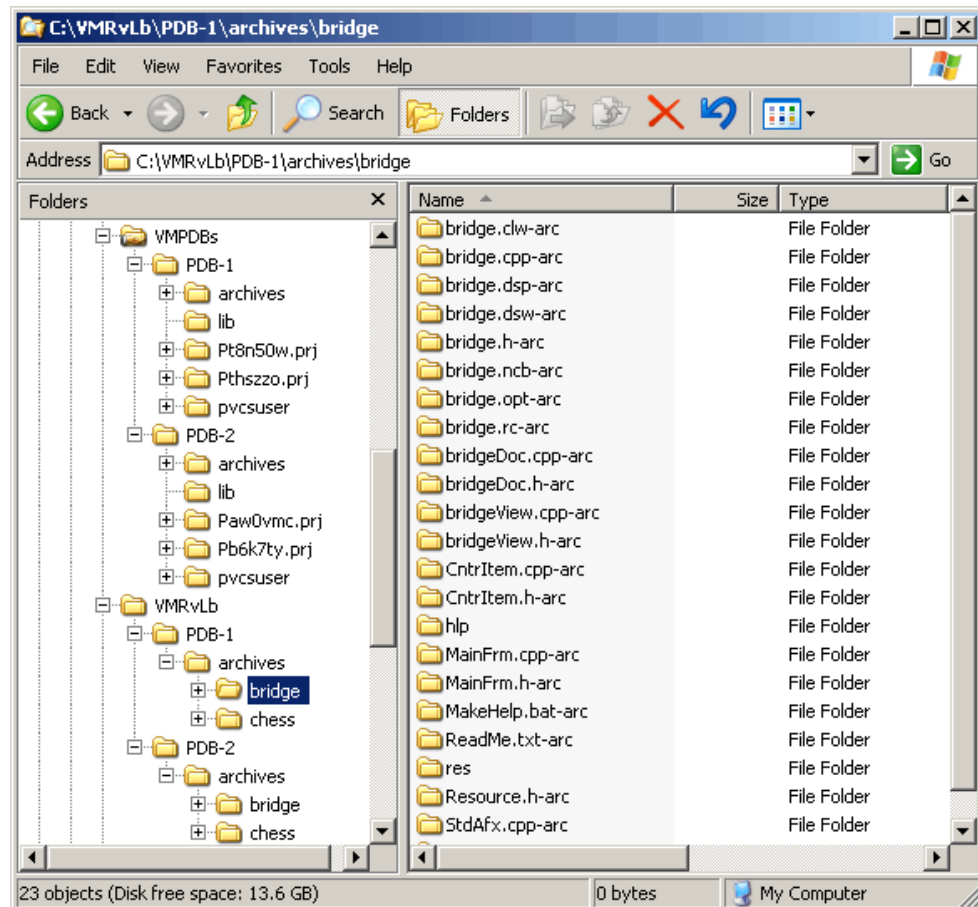 C:\VMRvLb\PDB-1\archives\bridge
File Edit View Favorites Tools Help
Back Search Folders
Address C:\VMRvLb\PDB-1\archives\bridge Go
Folders
VMPDBs
PDB-1
archives
lib
Pt8n50w.prj
Pthszzo.prj
pvcsuser
PDB-2
archives
lib
Paw0vmc.prj
Pb6k7ty.prj
pvcsuser
VMRvLb
PDB-1
archives
bridge
chess
PDB-2
archives
bridge
chess
Name Size Type
bridge.clw-arc File Folder
bridge.cpp-arc File Folder
bridge.dsp-arc File Folder
bridge.dsw-arc File Folder
bridge.h-arc File Folder
bridge.ncb-arc File Folder
bridge.opt-arc File Folder
bridge.rc-arc File Folder
bridgeDoc.cpp-arc File Folder
bridgeDoc.h-arc File Folder
bridgeView.cpp-arc File Folder
bridgeView.h-arc File Folder
CntrItem.cpp-arc File Folder
CntrItem.h-arc File Folder
hlp File Folder
MainFrm.cpp-arc File Folder
MainFrm.h-arc File Folder
MakeHelp.bat-arc File Folder
ReadMe.txt-arc File Folder
res File Folder
Resource.h-arc File Folder
StdAfx.cpp-arc File Folder
23 objects (Disk free space: 13.6 GB) 0 bytes My Computer